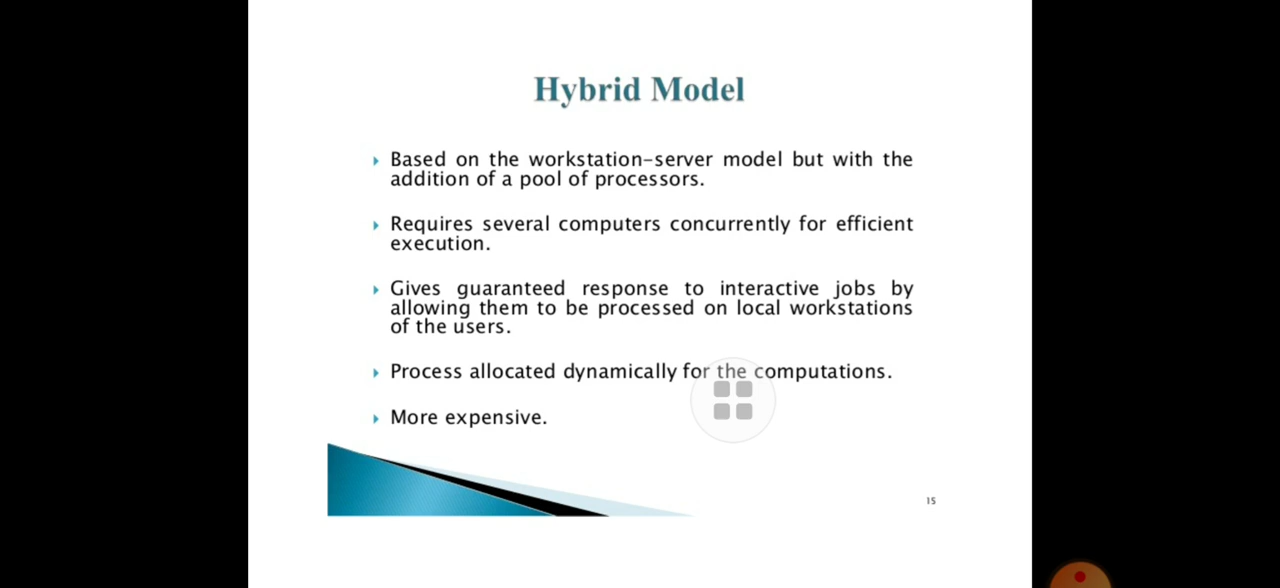 Hybrid Model
Based on the workstation-server model but with the
addition of a pool of processors.
Requires several computers concurrently for efficient
execution.
Gives guaranteed response to interactive jobs by
allowing them to be processed on local workstations
of the users.
Process allocated dynamically for the computations.
More expensive.
15